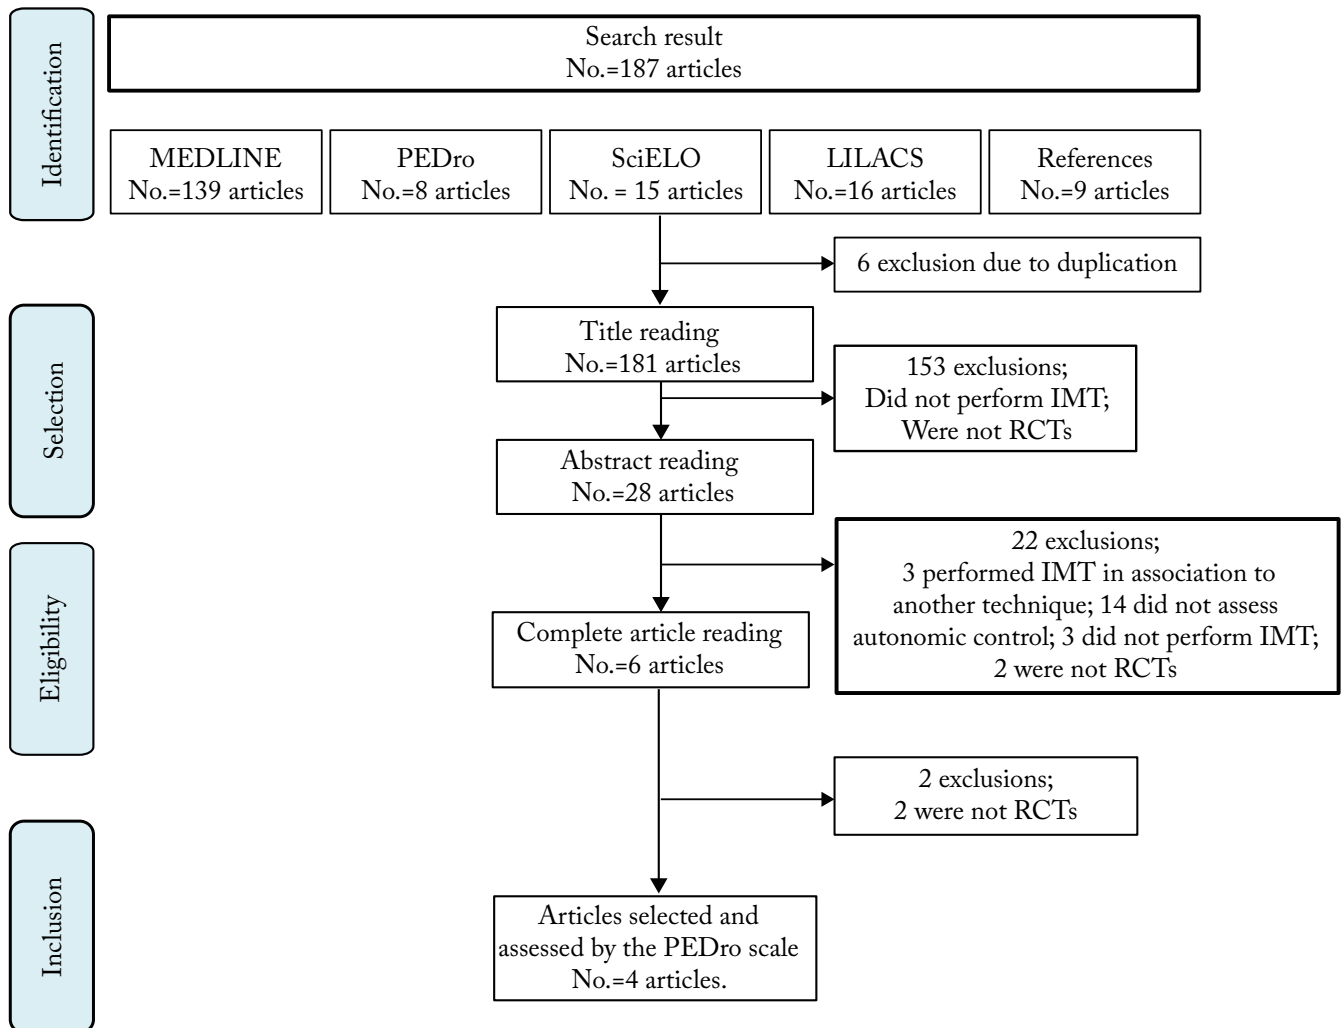 Identification
Search result
No.=187 articles
MEDLINE
No.=139 articles
PEDro
No.=8 articles
SciELO
No. = 15 articles
LILACS
No.=16 articles
References
No.=9 articles
6 exclusion due to duplication
Selection
Title reading
No.=181 articles
153 exclusions;
Did not perform IMT;
Were not RCTs
Abstract reading
No.=28 articles
Eligibility
22 exclusions;
3 performed IMT in association to
another technique; 14 did not assess
autonomic control; 3 did not perform IMT;
2 were not RCTs
Complete article reading
No.=6 articles
2 exclusions;
2 were not RCTs
Inclusion
Articles selected and
assessed by the PEDro scale
No.=4 articles.